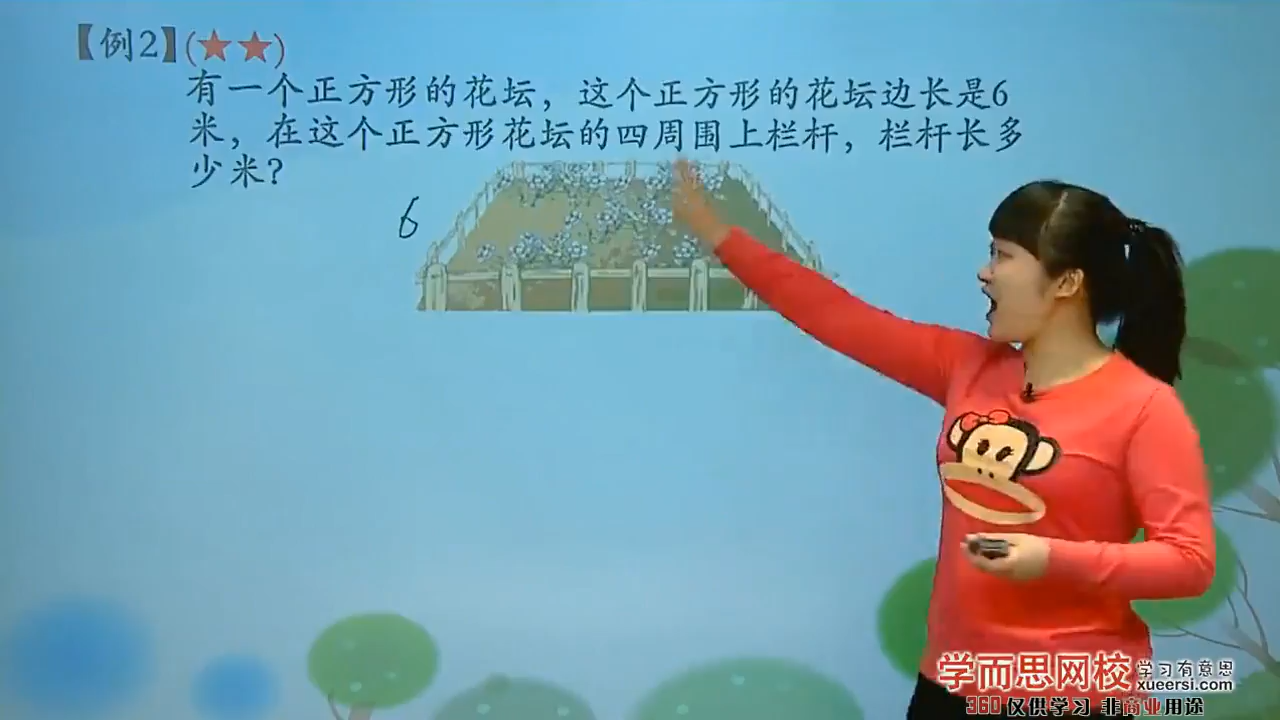 【例2】(★★)
有一个正方形的花坛，这个正方形的花坛边长是6
米，在这个正方形花坛的四周围上栏杆，栏杆长多
少米？
6
学而思网校
学习有意思
xueersi.com
360 仅供学习 非商业用途